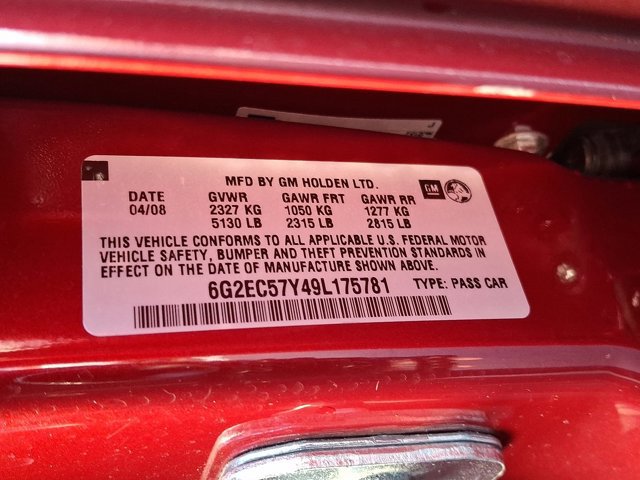 MFD BY GM HOLDEN LTD.
GM
DATE GVWR GAWR FRT GAWR RR
04/08 2327 KG 1050 KG 1277 KG
5130 LB 2315 LB 2815 LB
THIS VEHICLE CONFORMS TO ALL APPLICABLE U.S. FEDERAL MOTOR
VEHICLE SAFETY, BUMPER AND THEFT PREVENTION STANDARDS IN
EFFECT ON THE DATE OF MANUFACTURE SHOWN ABOVE.
6G2EC57Y49L175781 TYPE: PASS CAR